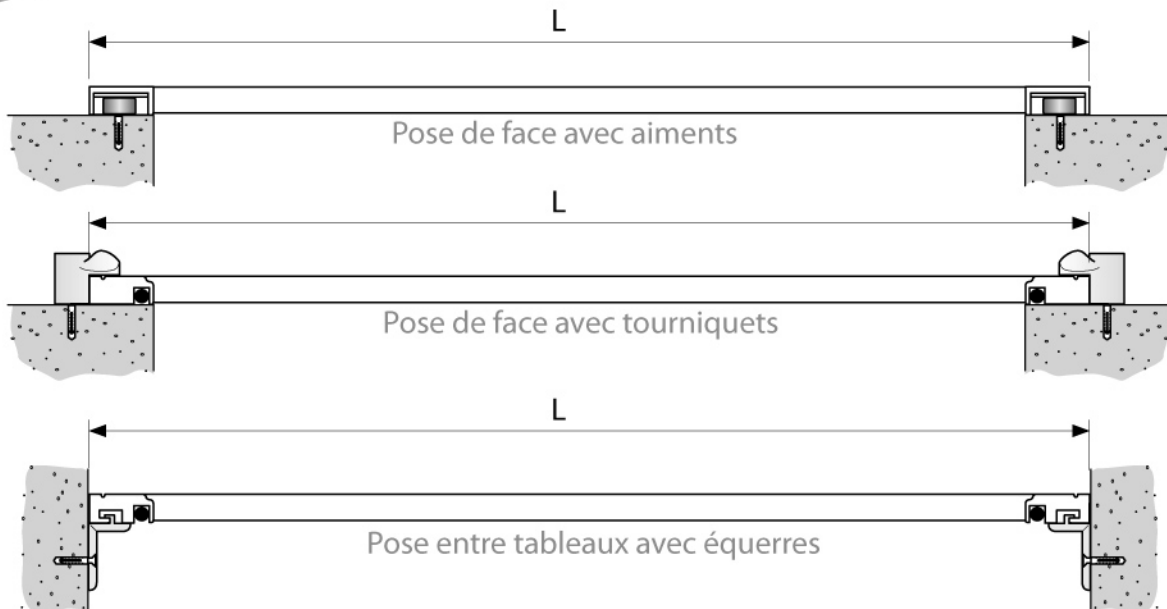 L
Pose de face avec aiments
L
Pose de face avec tourniquets
L
Pose entre tableaux avec équerres